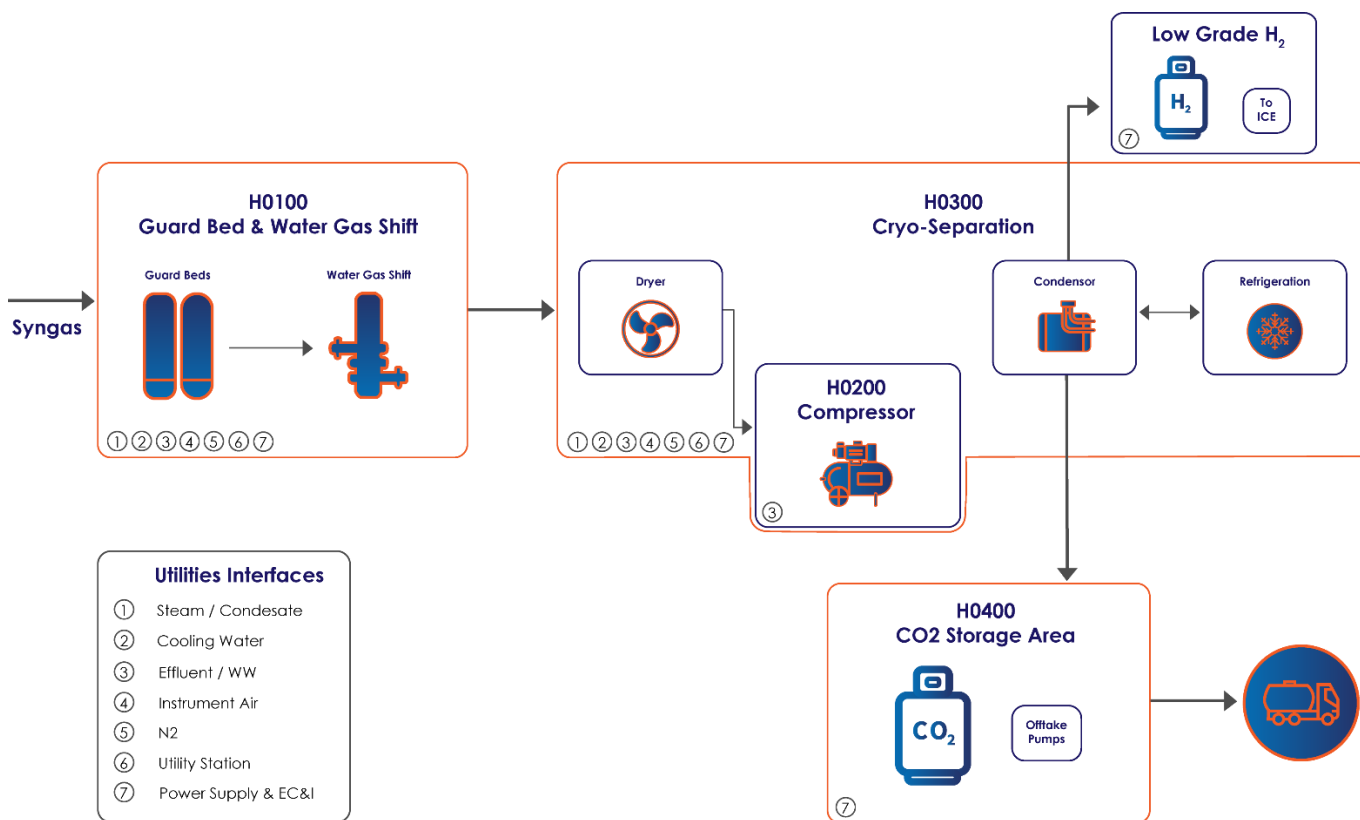 Low Grade H₂
H₂
To
ICE
⑦
H0100
Guard Bed & Water Gas Shift
Guard Beds
Water Gas Shift
Syngas
① ② ③ ④ ⑤ ⑥ ⑦
H0300
Cryo-Separation
Dryer
Condensor
Refrigeration
① ② ③ ④ ⑤ ⑥ ⑦
H0200
Compressor
③
Utilities Interfaces
① Steam / Condesate
② Cooling Water
③ Effluent / WW
④ Instrument Air
⑤ N2
⑥ Utility Station
⑦ Power Supply & EC&I
H0400
CO2 Storage Area
CO₂
Offtake
Pumps
⑦